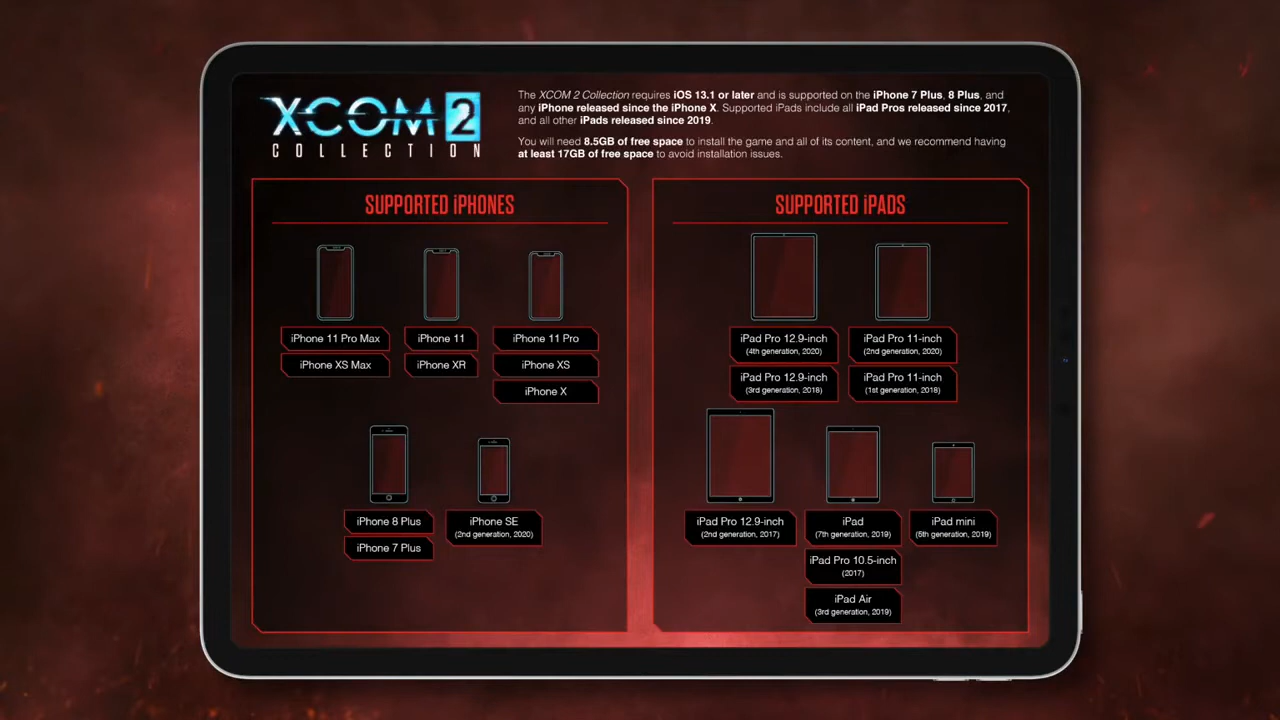 XCOM 2
COLLECTION
The XCOM 2 Collection requires iOS 13.1 or later and is supported on the iPhone 7 Plus, 8 Plus, and
any iPhone released since the iPhone X. Supported iPads include all iPad Pros released since 2017,
and all other iPads released since 2019.
You will need 8.5GB of free space to install the game and all of its content, and we recommend having
at least 17GB of free space to avoid installation issues.
SUPPORTED iPHONES
iPhone 11 Pro Max
iPhone XS Max
iPhone 11
iPhone XR
iPhone 11 Pro
iPhone XS
iPhone X
iPhone 8 Plus
iPhone 7 Plus
iPhone SE
(2nd generation, 2020)
SUPPORTED iPADS
iPad Pro 12.9-inch
(4th generation, 2020)
iPad Pro 12.9-inch
(3rd generation, 2018)
iPad Pro 11-inch
(2nd generation, 2020)
iPad Pro 11-inch
(1st generation, 2018)
iPad Pro 12.9-inch
(2nd generation, 2017)
iPad
(7th generation, 2019)
iPad Pro 10.5-inch
(2017)
iPad Air
(3rd generation, 2019)
iPad mini
(5th generation, 2019)